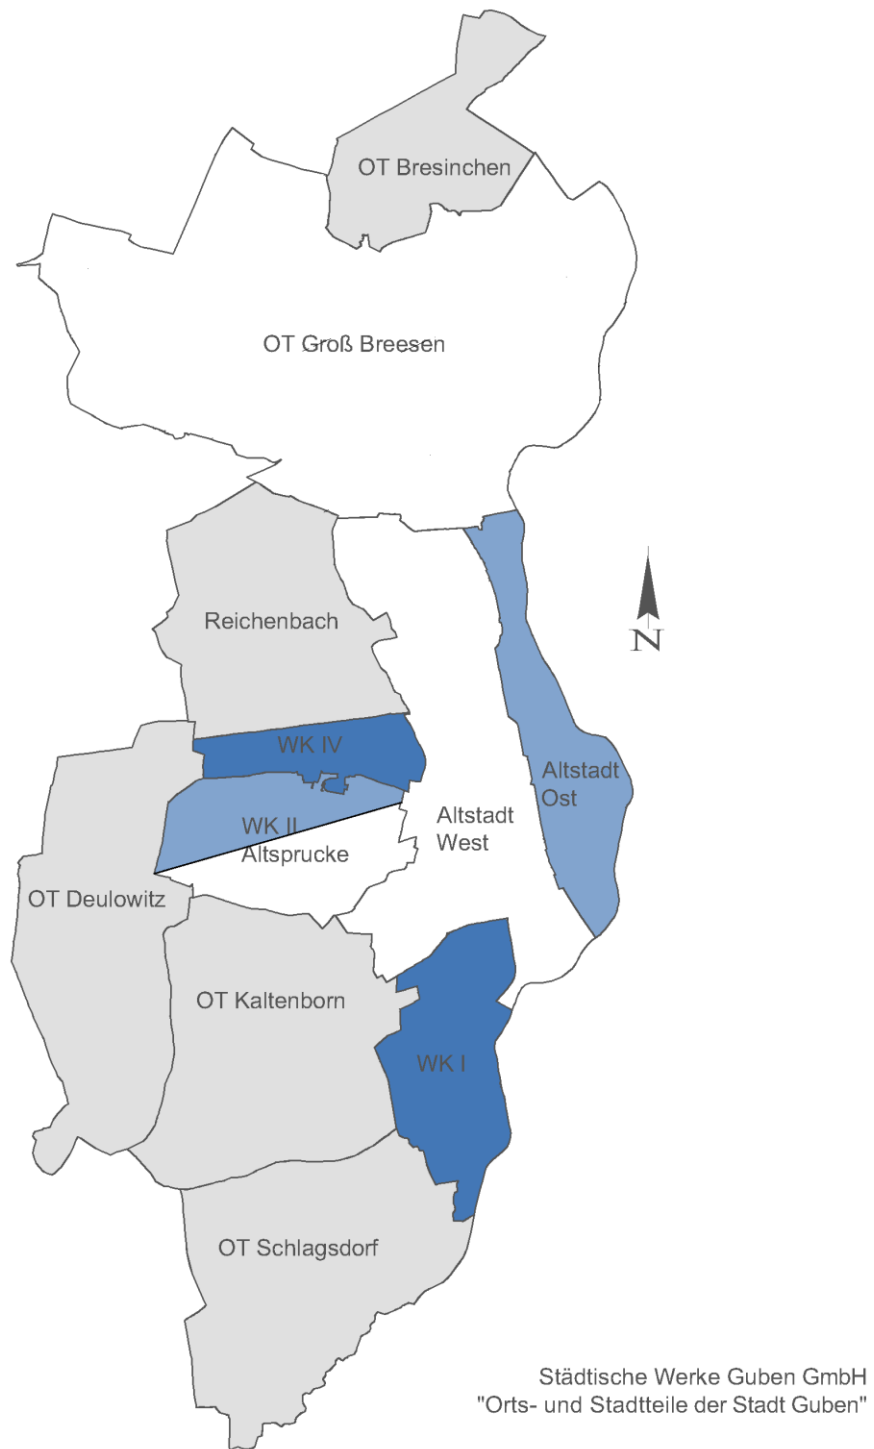 OT Bresinchen
OT Groß Breesen
N
Reichenbach
WK IV
Altstadt
Ost
WK II
Altstadt
West
Altsprucke
OT Deulowitz
OT Kaltenborn
WK I
OT Schlagsdorf
Städtische Werke Guben GmbH
"Orts- und Stadtteile der Stadt Guben"